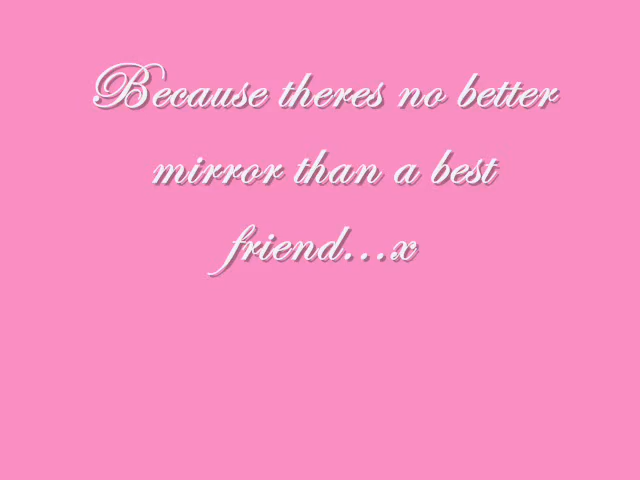 Because theres no better
mirror than a best
friend...x